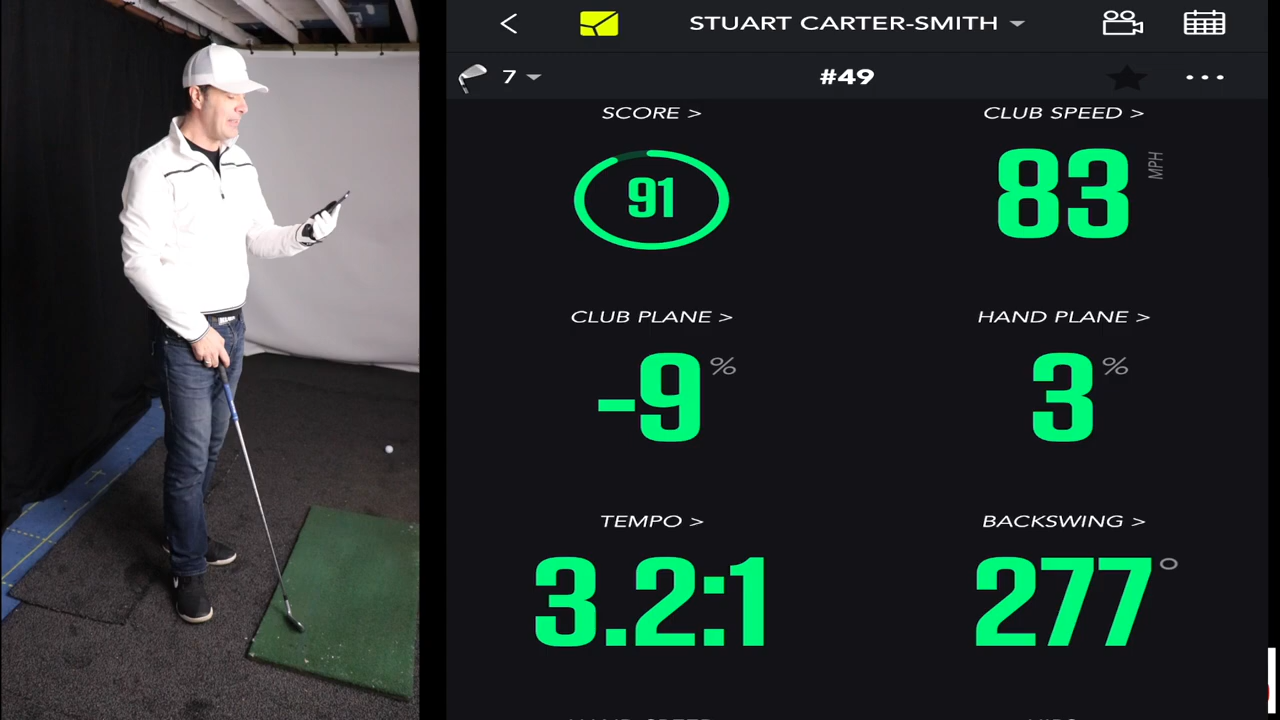 STUART CARTER-SMITH
7
#49
SCORE >
CLUB SPEED >
91
83 MPH
CLUB PLANE >
HAND PLANE >
-9%
3%
TEMPO >
BACKSWING >
3.2:1
277°